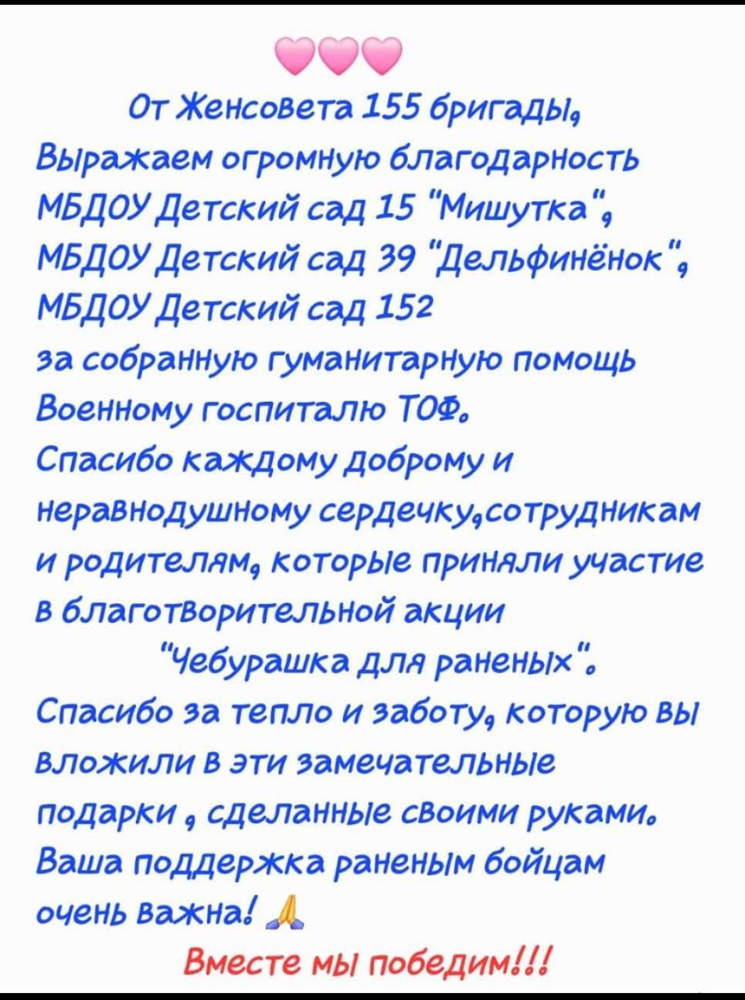 От Женсовета 155 бригады,
Выражаем огромную благодарность
МБДОУ Детский сад 15 "Мишутка",
МБДОУ Детский сад 39 "Дельфинёнок",
МБДОУ Детский сад 152
за собранную гуманитарную помощь
Военному госпиталю ТОФ.
Спасибо каждому доброму и
неравнодушному сердечку,сотрудникам
и родителям, которые приняли участие
в благотворительной акции
"Чебурашка для раненых".
Спасибо за тепло и заботу, которую вы
вложили в эти замечательные
подарки , сделанные своими руками.
Ваша поддержка раненым бойцам
очень важна! 🙏
Вместе мы победим!!!